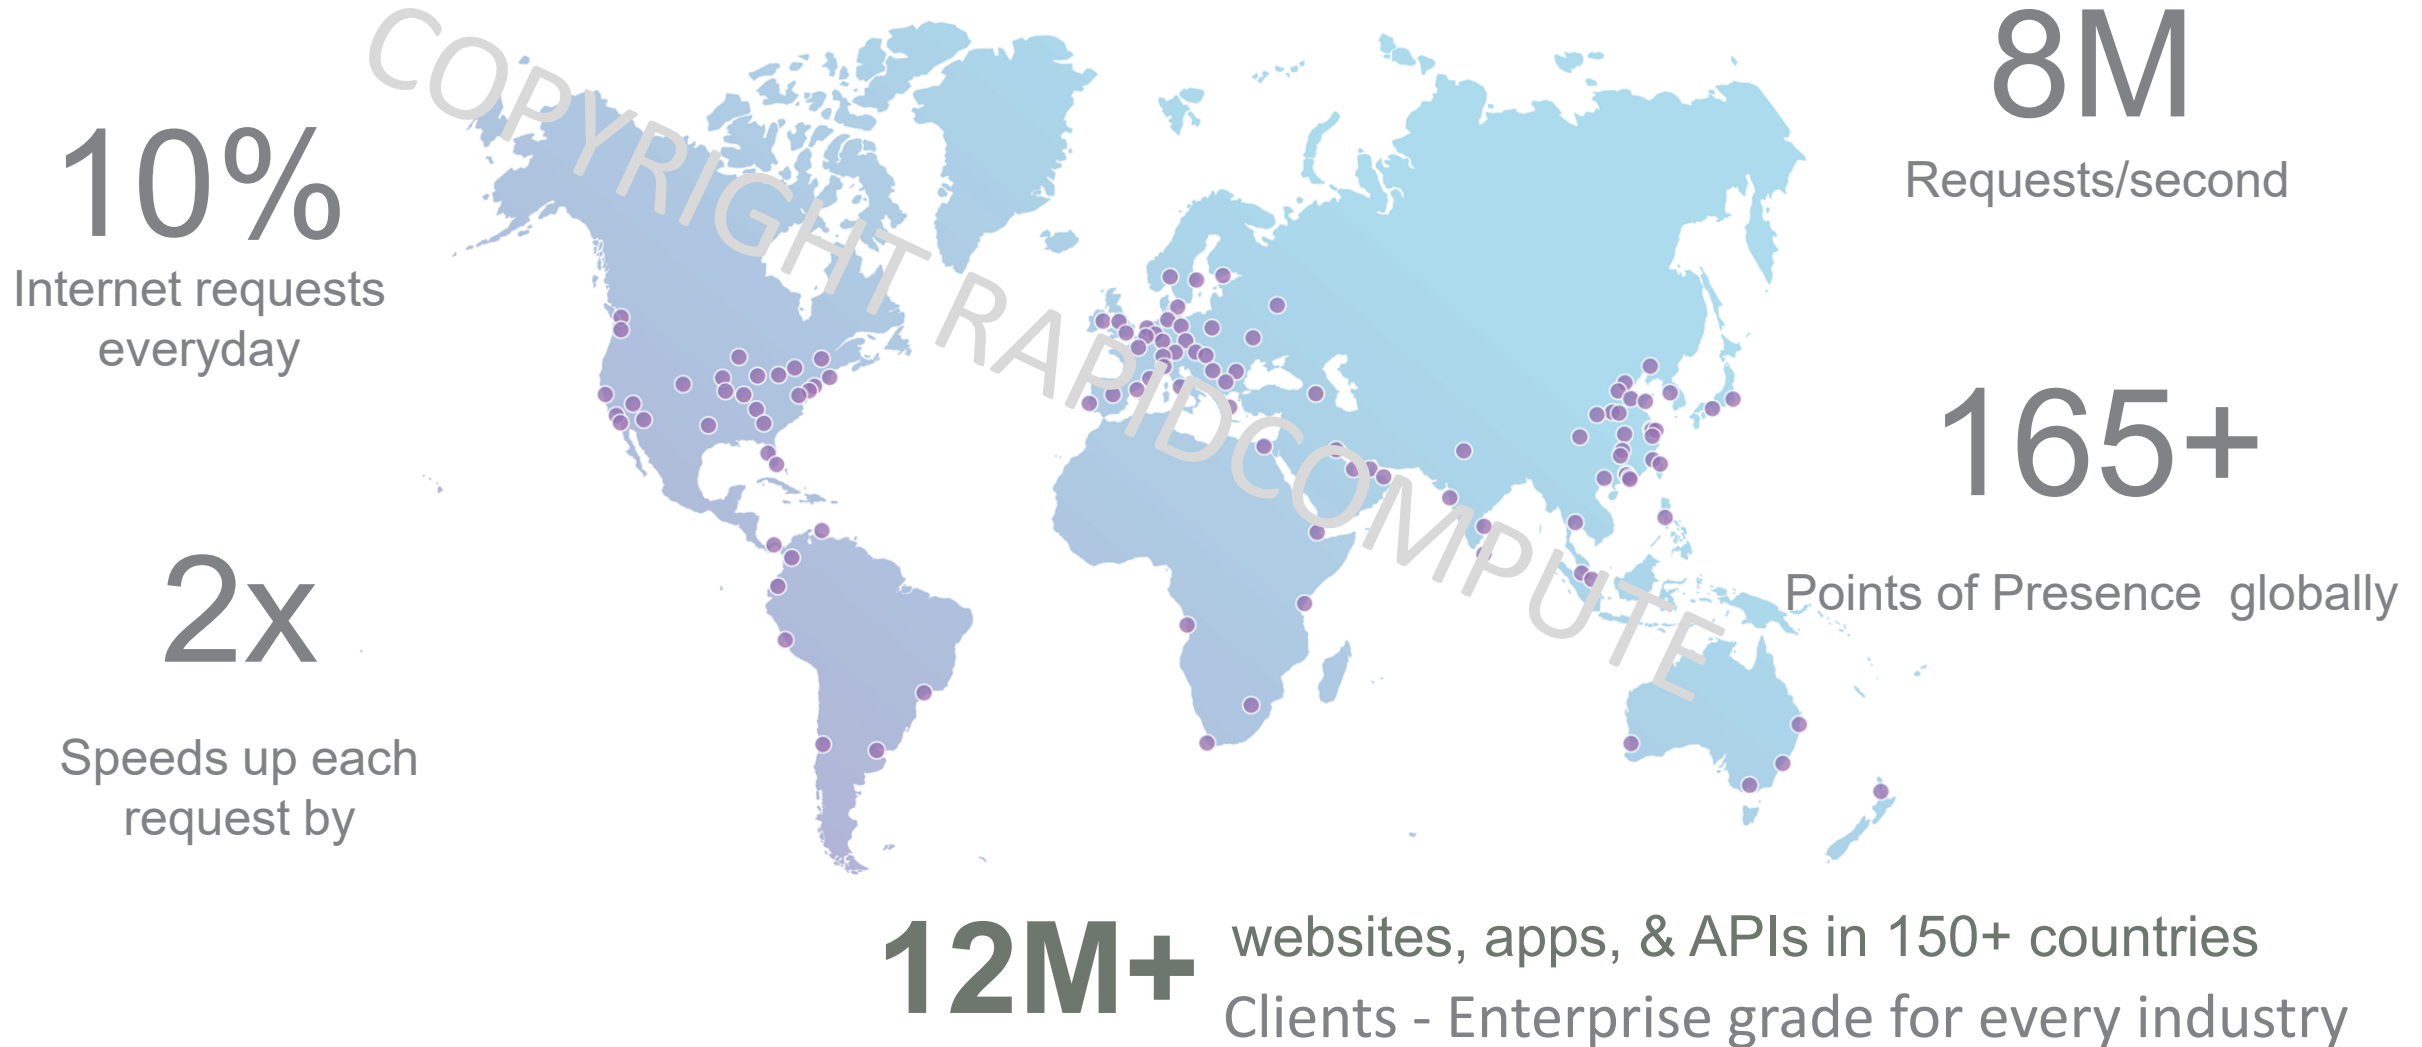 10%
Internet requests
everyday
2x
Speeds up each
request by
COPYRIGHT RAPIDCOMPUTE
8M
Requests/second
165+
Points of Presence globally
12M+ websites, apps, & APIs in 150+ countries
Clients - Enterprise grade for every industry